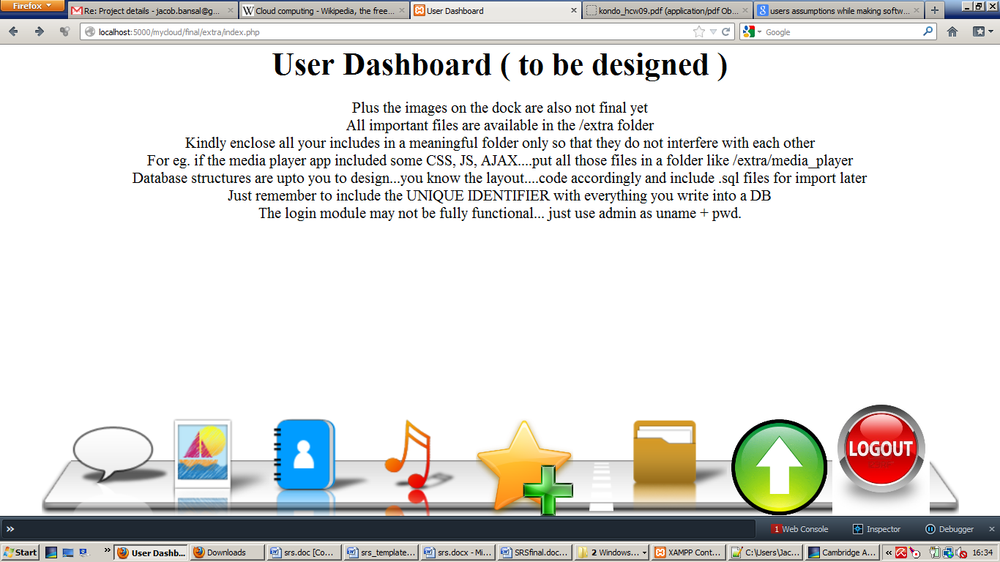 Firefox
Re: Project details - jacob.bansal@g...
Cloud computing - Wikipedia, the free...
User Dashboard
kondo_hcw09.pdf (application/pdf Ob...
users assumptions while making softw...
localhost:5000/mycloud/final/extra/index.php
Google
User Dashboard ( to be designed )
Plus the images on the dock are also not final yet
All important files are available in the /extra folder
Kindly enclose all your includes in a meaningful folder only so that they do not interfere with each other
For eg. if the media player app included some CSS, JS, AJAX....put all those files in a folder like /extra/media_player
Database structures are upto you to design...you know the layout....code accordingly and include .sql files for import later
Just remember to include the UNIQUE IDENTIFIER with everything you write into a DB
The login module may not be fully functional... just use admin as uname + pwd.
LOGOUT
1 Web Console
Inspector
Debugger
Start
User Dashb...
Downloads
srs.doc [Co...
srs_template...
srs.docx - Mi...
SRSfinal.doc...
2 Windows...
XAMPP Cont...
C:\Users\Jac...
Cambridge A...
16:34